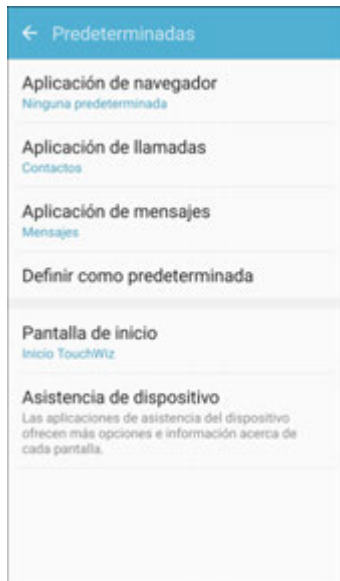 Predeterminadas
Aplicación de navegador
Ninguna predeterminada
Aplicación de llamadas
Contactos
Aplicación de mensajes
Mensajes
Definir como predeterminada
Pantalla de inicio
Inicio TouchWiz
Asistencia de dispositivo
Las aplicaciones de asistencia del dispositivo
ofrecen más opciones e información acerca de
cada pantalla.